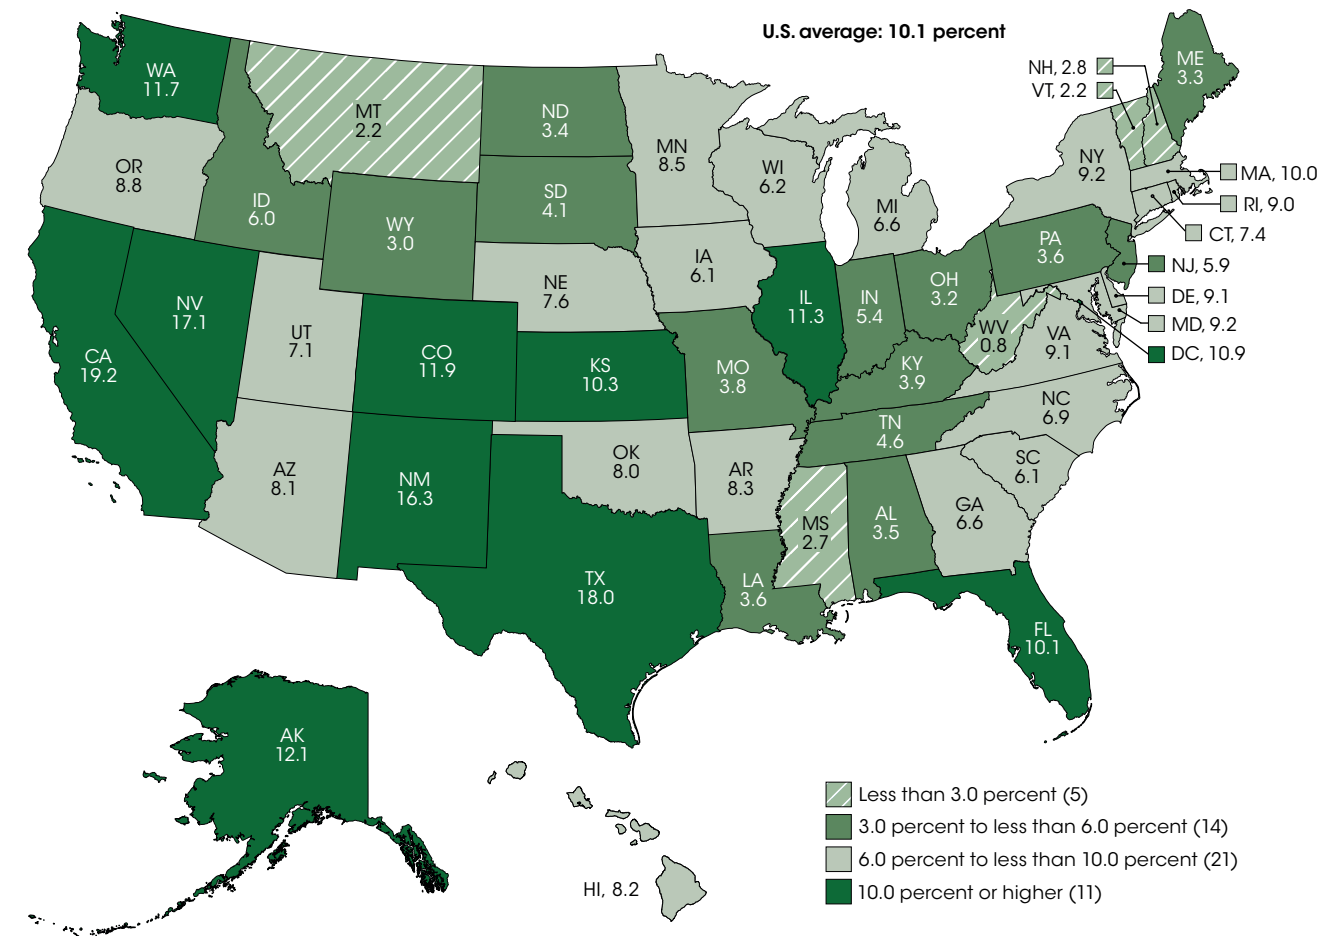 U.S. average: 10.1 percent
WA
11.7
OR
8.8
CA
19.2
NV
17.1
ID
6.0
MT
2.2
WY
3.0
UT
7.1
CO
11.9
AZ
8.1
NM
16.3
ND
3.4
SD
4.1
NE
7.6
KS
10.3
OK
8.0
TX
18.0
MN
8.5
IA
6.1
MO
3.8
AR
8.3
LA
3.6
WI
6.2
IL
11.3
MI
6.6
IN
5.4
OH
3.2
KY
3.9
TN
4.6
MS
2.7
AL
3.5
GA
6.6
FL
10.1
SC
6.1
NC
6.9
VA
9.1
WV
0.8
PA
3.6
NY
9.2
ME
3.3
NH, 2.8
VT, 2.2
MA, 10.0
RI, 9.0
CT, 7.4
NJ, 5.9
DE, 9.1
MD, 9.2
DC, 10.9
AK
12.1
HI, 8.2
Less than 3.0 percent (5)
3.0 percent to less than 6.0 percent (14)
6.0 percent to less than 10.0 percent (21)
10.0 percent or higher (11)